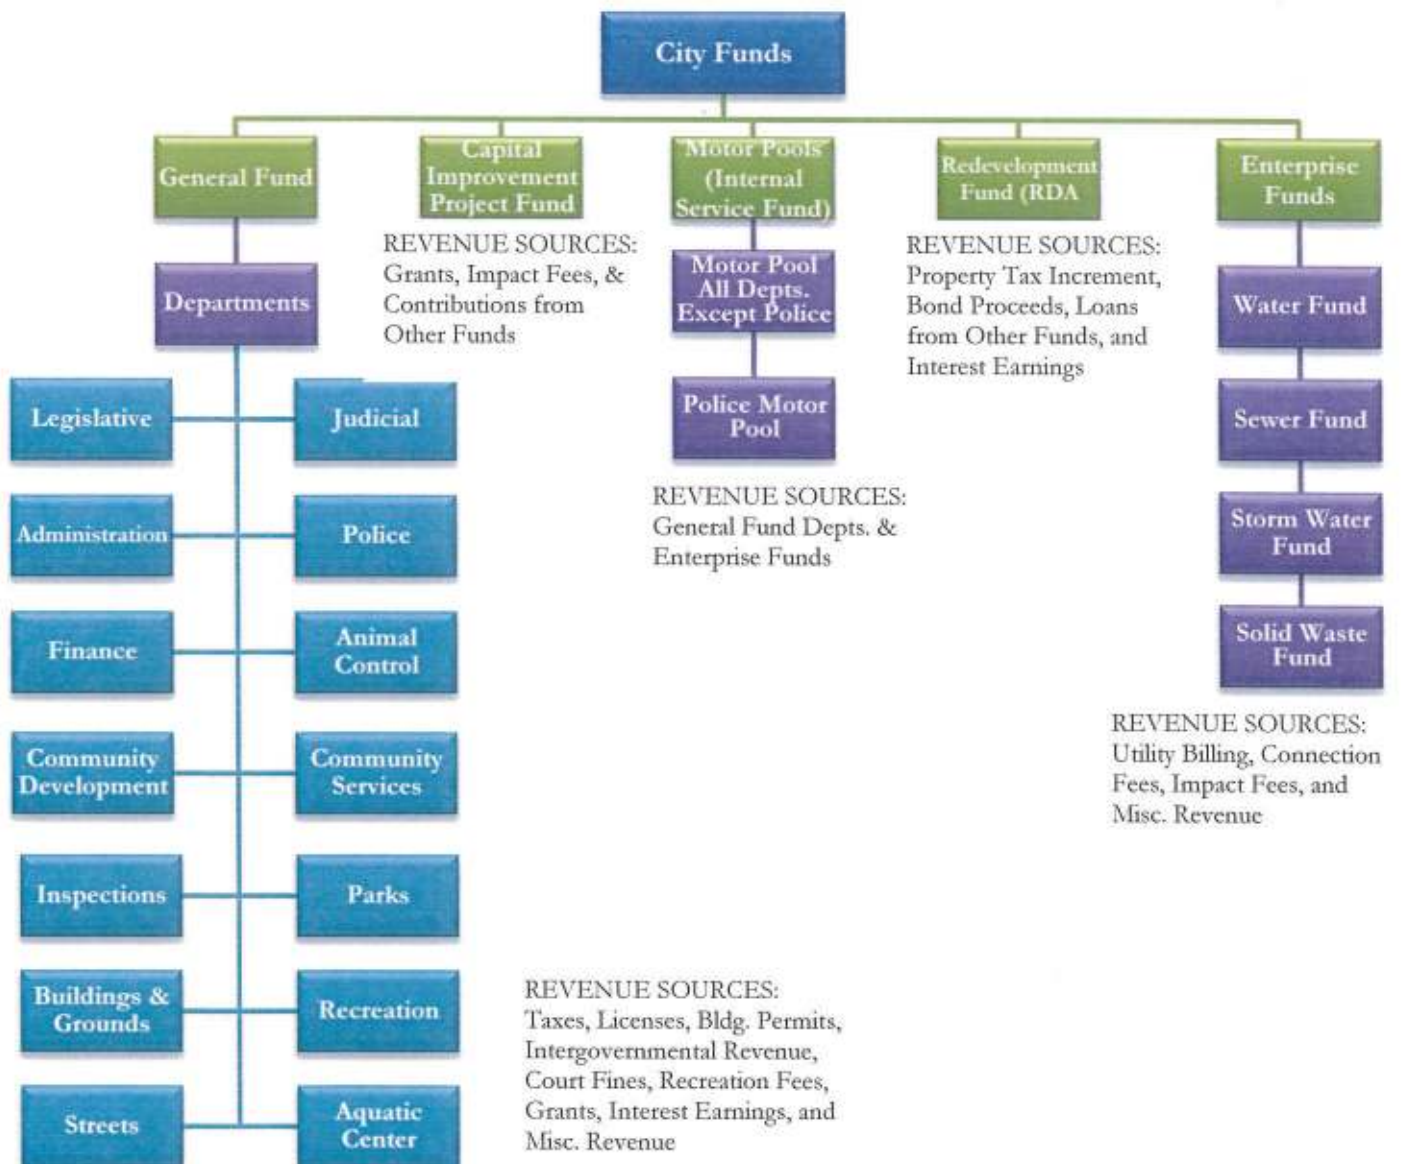 City Funds
General Fund
Capital
Improvement
Project Fund
Motor Pools
(Internal
Service Fund)
Redevelopment
Fund (RDA
Enterprise
Funds
REVENUE SOURCES:
Grants, Impact Fees, &
Contributions from
Other Funds
REVENUE SOURCES:
Property Tax Increment,
Bond Proceeds, Loans
from Other Funds, and
Interest Earnings
Departments
Motor Pool
All Depts.
Except Police
Water Fund
Legislative
Judicial
Police Motor
Pool
Sewer Fund
REVENUE SOURCES:
General Fund Depts. &
Enterprise Funds
Administration
Police
Storm Water
Fund
Finance
Animal
Control
Solid Waste
Fund
REVENUE SOURCES:
Utility Billing, Connection
Fees, Impact Fees, and
Misc. Revenue
Community
Development
Community
Services
Inspections
Parks
Buildings &
Grounds
Recreation
REVENUE SOURCES:
Taxes, Licenses, Bldg. Permits,
Intergovernmental Revenue,
Court Fines, Recreation Fees,
Grants, Interest Earnings, and
Misc. Revenue
Streets
Aquatic
Center